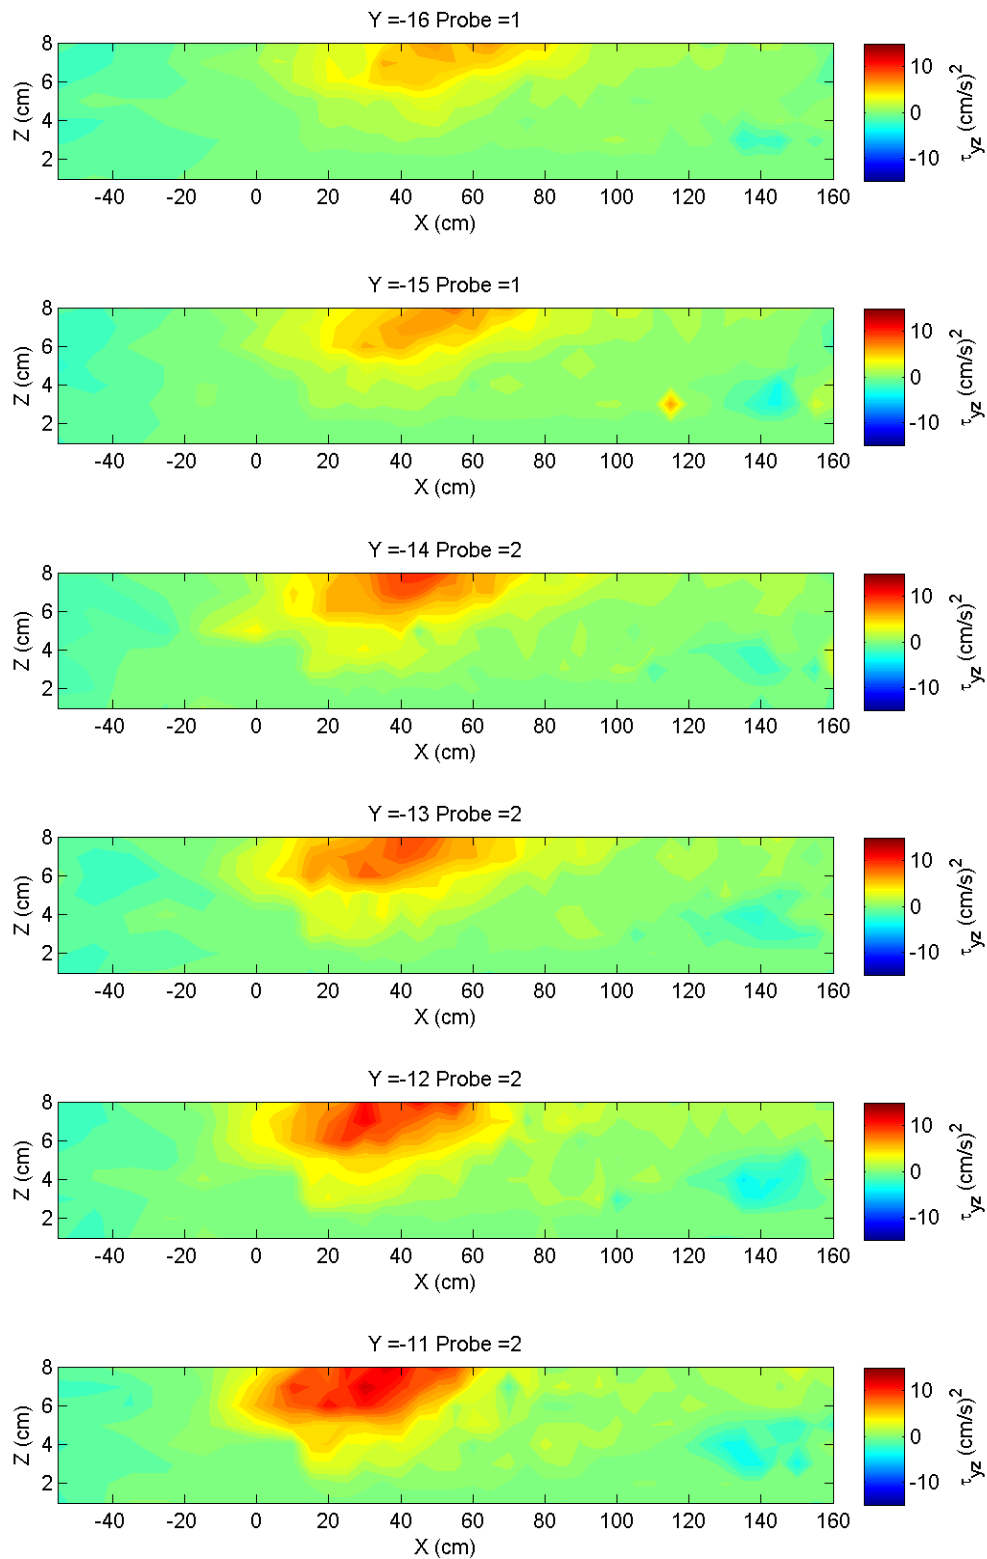 Y =-16 Probe =1
8
6
4
2
Z (cm)
-40 -20 0 20 40 60 80 100 120 140 160
X (cm)
10
0
-10
τyz (cm/s)2
Y =-15 Probe =1
8
6
4
2
Z (cm)
-40 -20 0 20 40 60 80 100 120 140 160
X (cm)
10
0
-10
τyz (cm/s)2
Y =-14 Probe =2
8
6
4
2
Z (cm)
-40 -20 0 20 40 60 80 100 120 140 160
X (cm)
10
0
-10
τyz (cm/s)2
Y =-13 Probe =2
8
6
4
2
Z (cm)
-40 -20 0 20 40 60 80 100 120 140 160
X (cm)
10
0
-10
τyz (cm/s)2
Y =-12 Probe =2
8
6
4
2
Z (cm)
-40 -20 0 20 40 60 80 100 120 140 160
X (cm)
10
0
-10
τyz (cm/s)2
Y =-11 Probe =2
8
6
4
2
Z (cm)
-40 -20 0 20 40 60 80 100 120 140 160
X (cm)
10
0
-10
τyz (cm/s)2